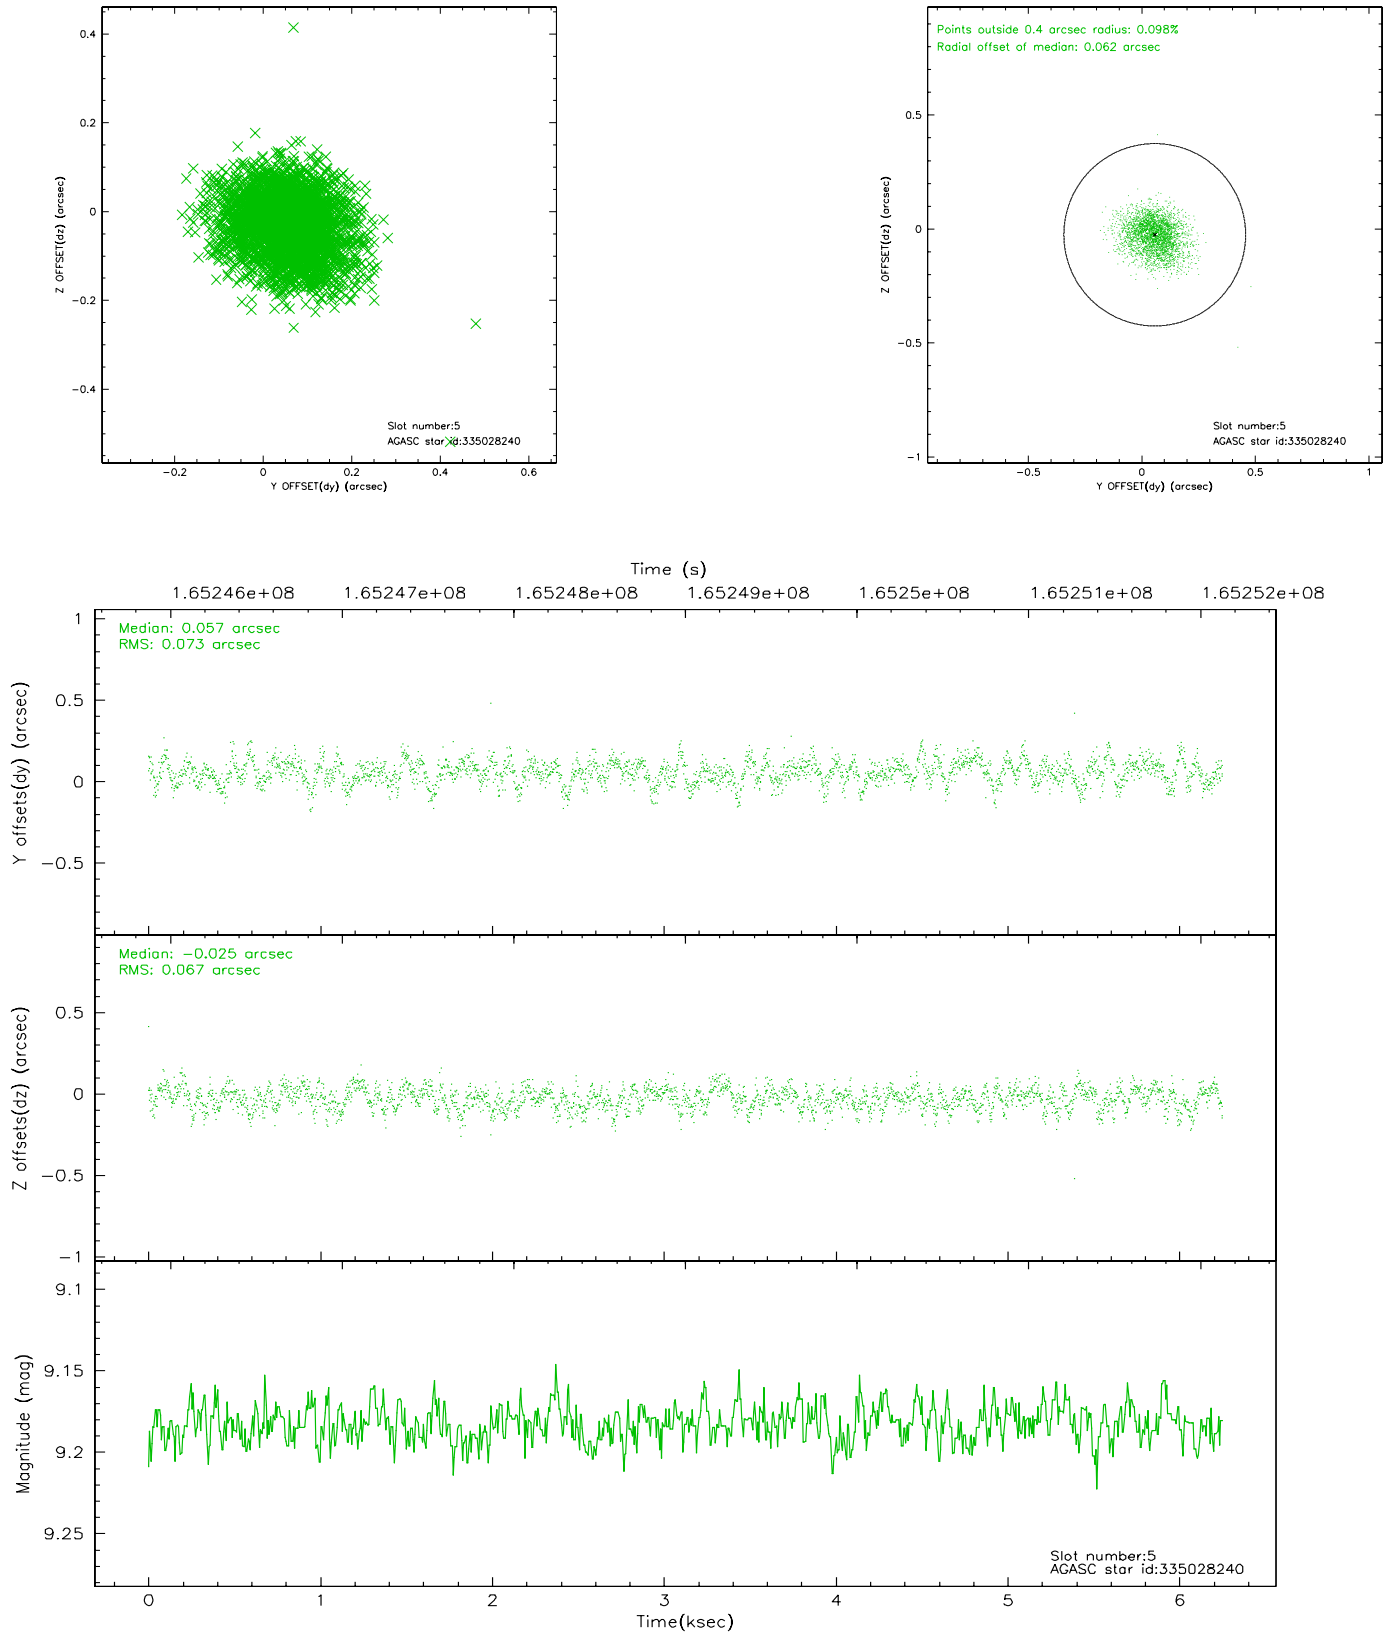 0.4
0.2
0
−0.2
−0.4
Z OFFSET(dz) (arcsec)
Slot number:5
AGASC star id:335028240
−0.2 0 0.2 0.4 0.6
Y OFFSET(dy) (arcsec)
Points outside 0.4 arcsec radius: 0.098%
Radial offset of median: 0.062 arcsec
0.5
0
−0.5
−1
Z OFFSET(dz) (arcsec)
Slot number:5
AGASC star id:335028240
−0.5 0 0.5 1
Y OFFSET(dy) (arcsec)
Time (s)
1.65246e+08 1.65247e+08 1.65248e+08 1.65249e+08 1.6525e+08 1.65251e+08 1.65252e+08
Median: 0.057 arcsec
RMS: 0.073 arcsec
1
0.5
0
−0.5
Y offsets(dy) (arcsec)
Median: −0.025 arcsec
RMS: 0.067 arcsec
0.5
0
−0.5
−1
Z offsets(dz) (arcsec)
9.1
9.15
9.2
9.25
Magnitude (mag)
Slot number:5
AGASC star id:335028240
0 1 2 3 4 5 6
Time(ksec)